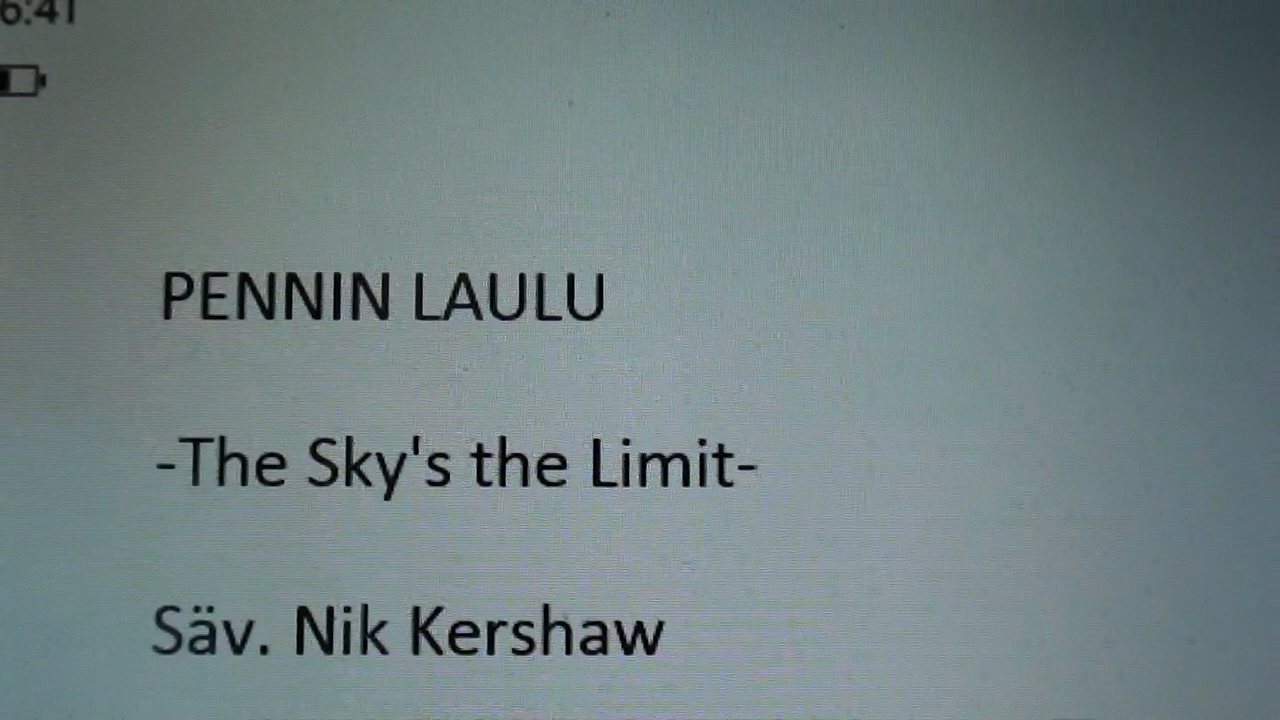 6:41
PENNIN LAULU
-The Sky's the Limit-
Säv. Nik Kershaw